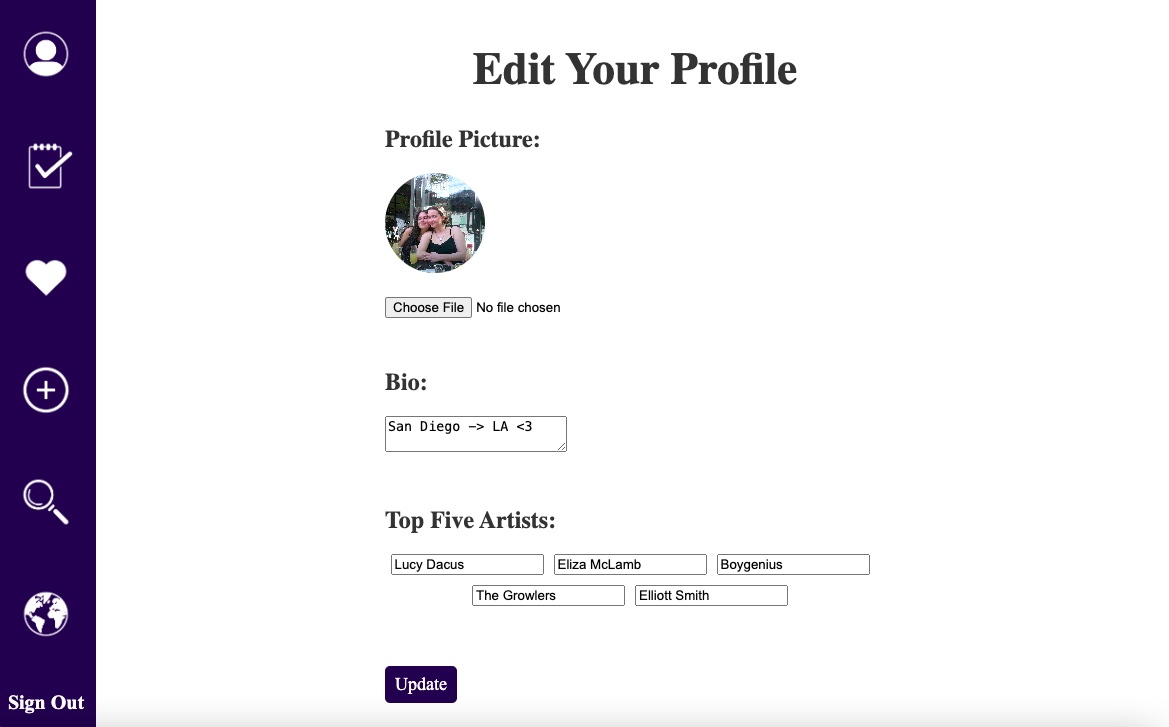 Edit Your Profile
Profile Picture:
Choose File No file chosen
Bio:
San Diego -> LA <3
Top Five Artists:
Lucy Dacus Eliza McLamb Boygenius
The Growlers Elliott Smith
Update
Sign Out